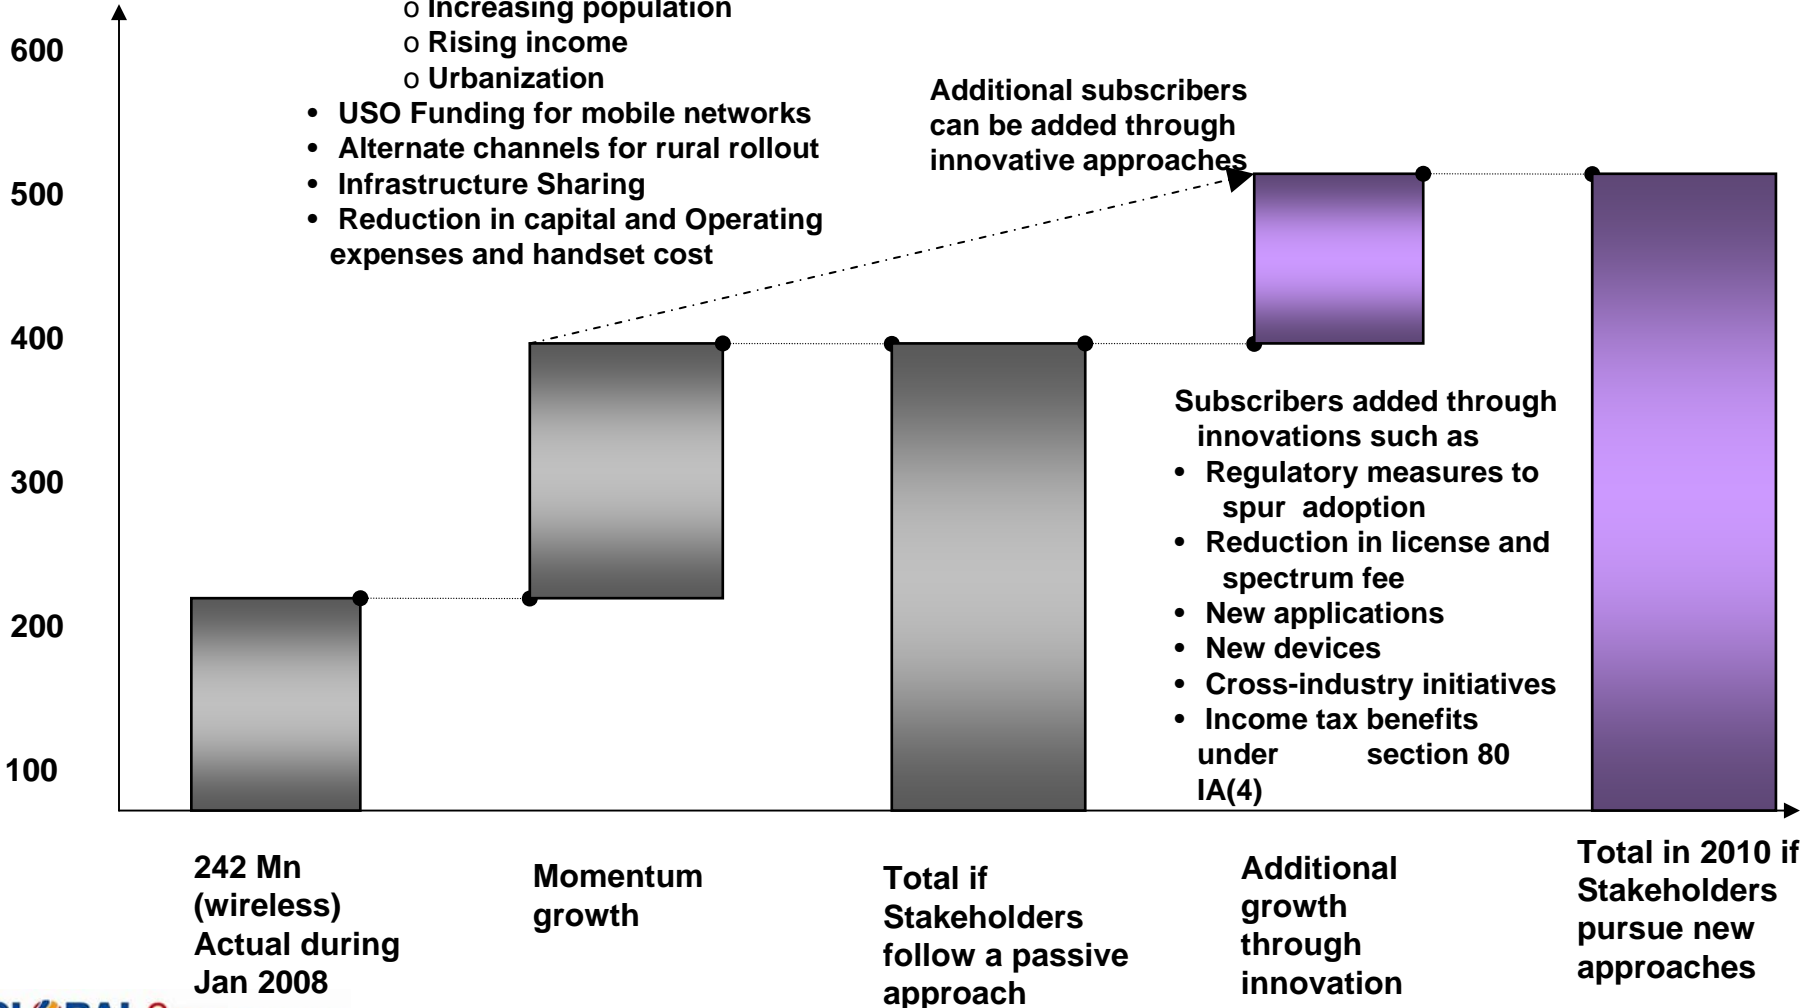 o Increasing population
o Rising income
o Urbanization
• USO Funding for mobile networks
• Alternate channels for rural rollout
• Infrastructure Sharing
• Reduction in capital and Operating
expenses and handset cost
Additional subscribers
can be added through
innovative approaches
600
500
400
300
200
100
Subscribers added through
innovations such as
• Regulatory measures to
spur adoption
• Reduction in license and
spectrum fee
• New applications
• New devices
• Cross-industry initiatives
• Income tax benefits
under section 80
IA(4)
242 Mn
(wireless)
Actual during
Jan 2008
Momentum
growth
Total if
Stakeholders
follow a passive
approach
Additional
growth
through
innovation
Total in 2010 if
Stakeholders
pursue new
approaches